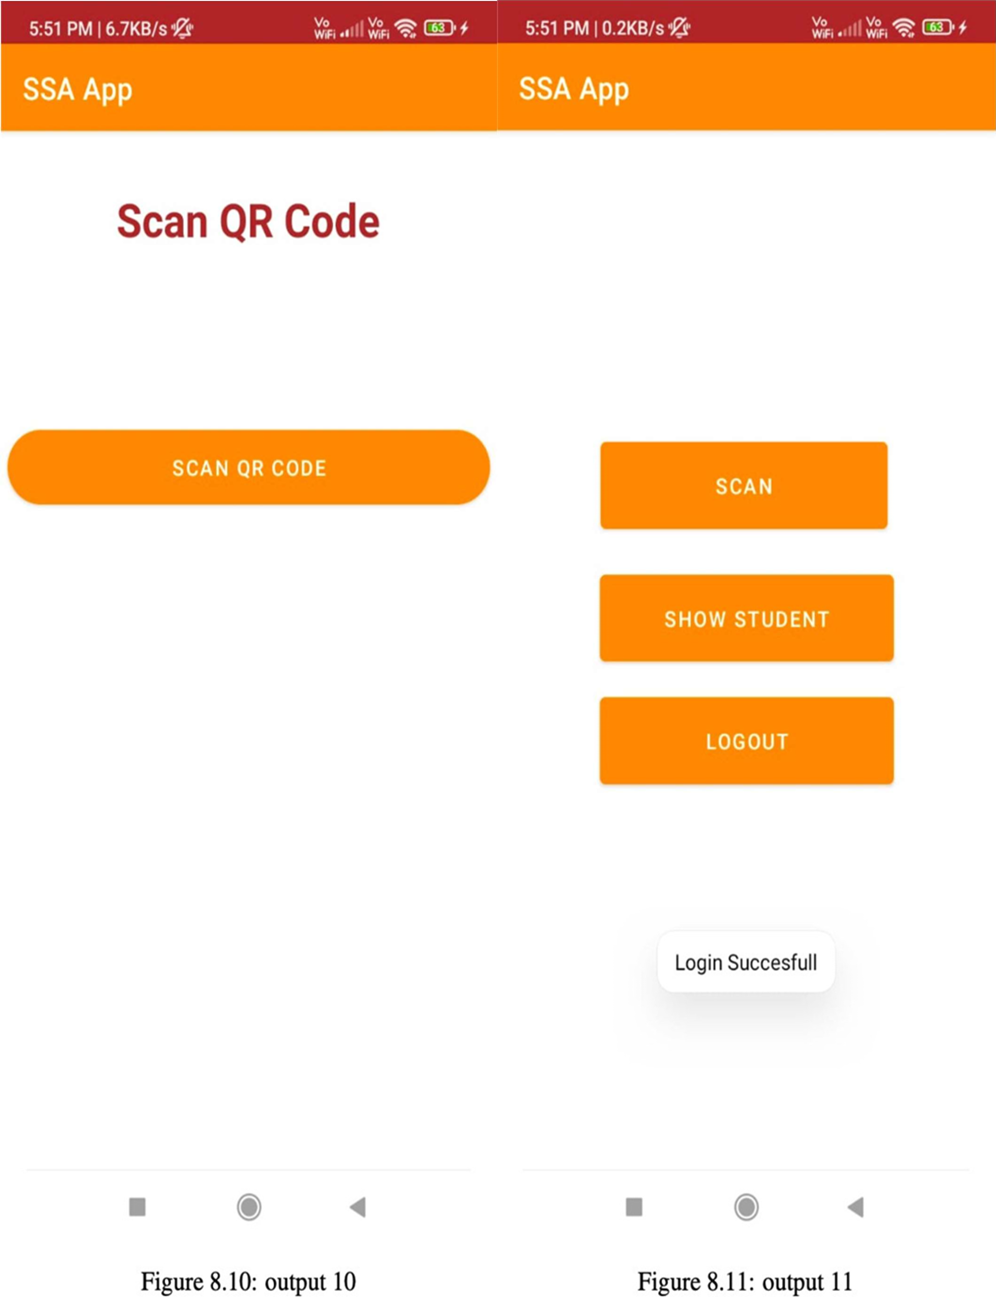 5:51 PM | 6.7KB/s
Vo
WiFi
Vo
WiFi
63
SSA App
Scan QR Code
SCAN QR CODE
Figure 8.10: output 10
5:51 PM | 0.2KB/s
Vo
WiFi
Vo
WiFi
63
SSA App
SCAN
SHOW STUDENT
LOGOUT
Login Succesfull
Figure 8.11: output 11